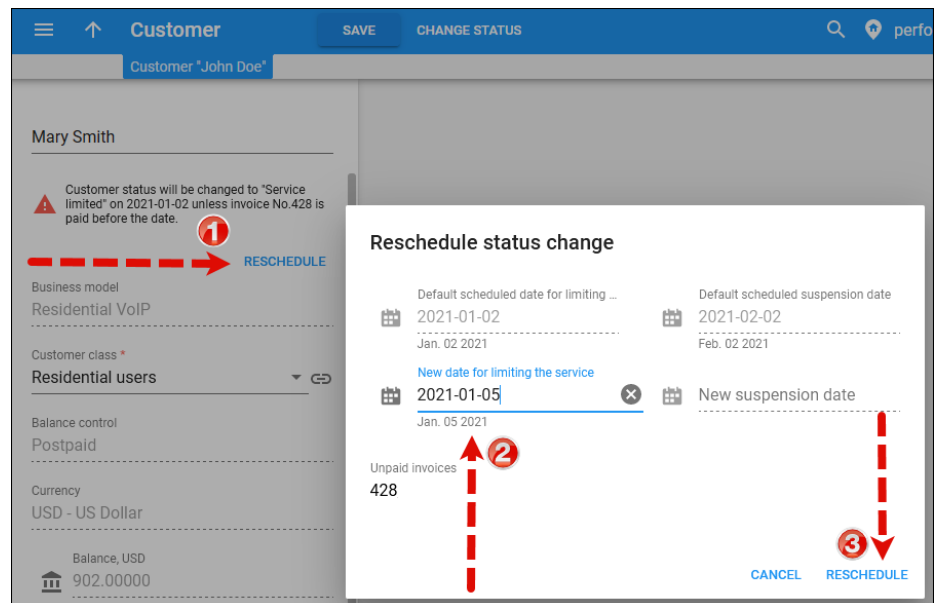 Customer
SAVE
CHANGE STATUS
perfo
Customer "John Doe"
Mary Smith
Customer status will be changed to "Service
limited" on 2021-01-02 unless invoice No.428 is
paid before the date.
1
RESCHEDULE
Business model
Residential VoIP
Customer class *
Residential users
Balance control
Postpaid
Currency
USD - US Dollar
Balance, USD
902.00000
Reschedule status change
Default scheduled date for limiting ...
2021-01-02
Jan. 02 2021
Default scheduled suspension date
2021-02-02
Feb. 02 2021
New date for limiting the service
2021-01-05
Jan. 05 2021
New suspension date
2
Unpaid invoices
428
3
CANCEL
RESCHEDULE